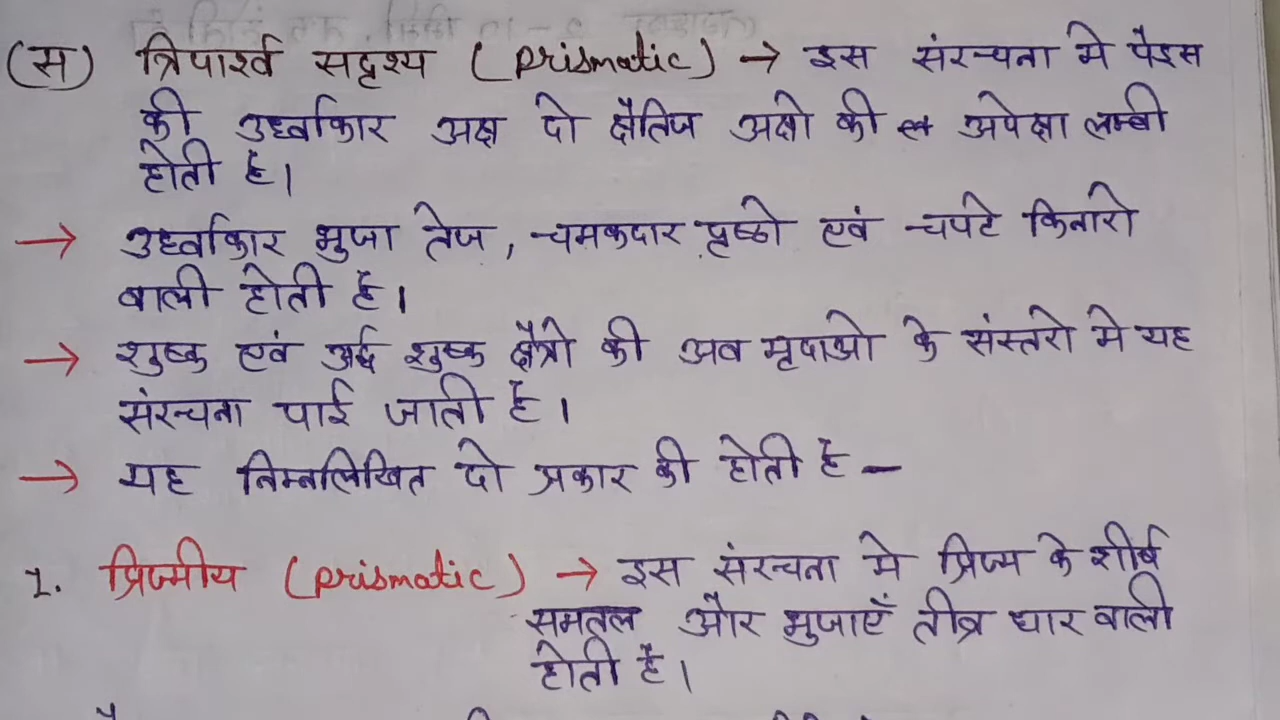 (स) त्रिपार्श्व सदृश्य (Prismatic) → इस संरचना मे पैडस
की उर्ध्वाकार अक्ष दो क्षैतिज अक्षो की अपेक्षा लम्बी
होती है।
→ उर्ध्वाकार भुजा तेज, चमकदार पृष्ठो एवं चपटे किनारो
वाली होती है।
→ शुष्क एवं अर्द्ध शुष्क क्षैत्रो की अव मृदाओ के संस्तरो मे यह
संरचना पाई जाती है।
→ यह निम्नलिखित दो प्रकार की होती है –
1. प्रिज्मीय (prismatic) → इस संरचना मे प्रिज्म के शीर्ष
समतल और भुजाएँ तीव्र धार वाली
होती है।